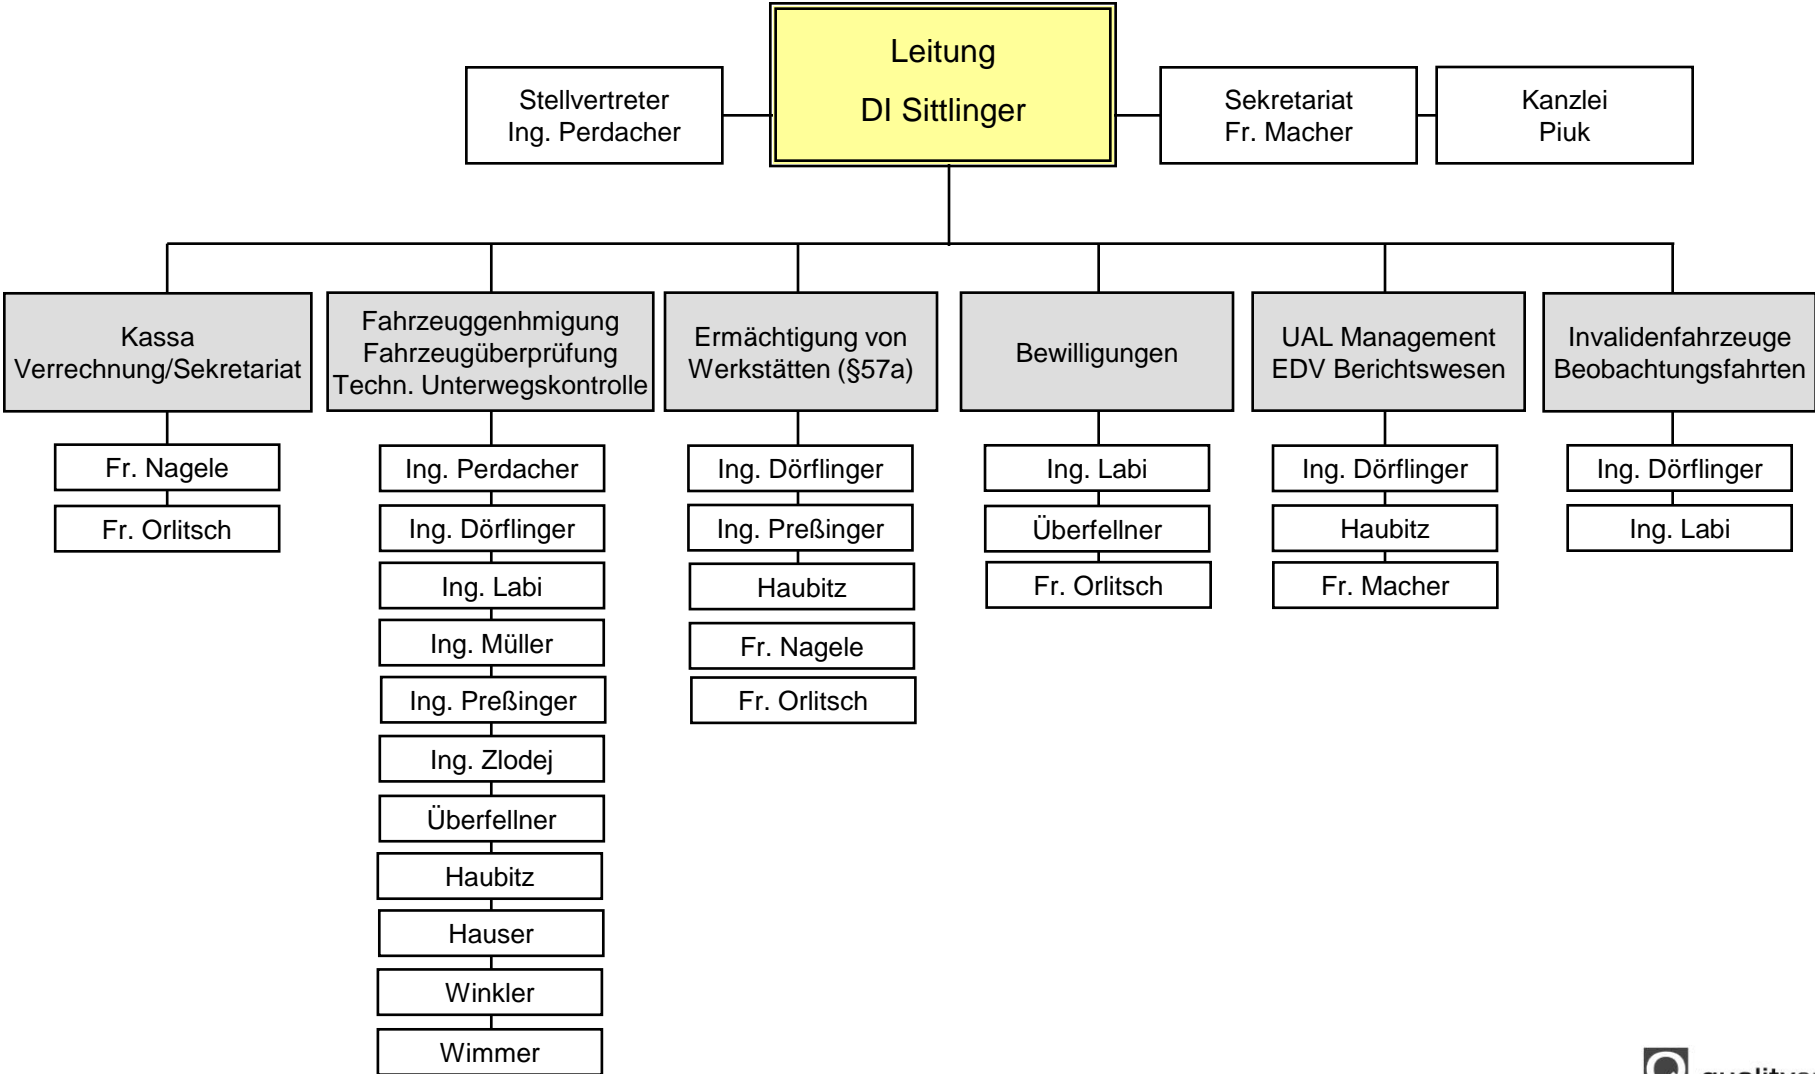 Leitung
DI Sittlinger
Stellvertreter
Ing. Perdacher
Sekretariat
Fr. Macher
Kanzlei
Piuk
Kassa
Verrechnung/Sekretariat
Fr. Nagele
Fr. Orlitsch
Fahrzeuggenhmigung
Fahrzeugüberprüfung
Techn. Unterwegskontrolle
Ing. Perdacher
Ing. Dörflinger
Ing. Labi
Ing. Müller
Ing. Preßinger
Ing. Zlodej
Überfellner
Haubitz
Hauser
Winkler
Wimmer
Ermächtigung von
Werkstätten (§57a)
Ing. Dörflinger
Ing. Preßinger
Haubitz
Fr. Nagele
Fr. Orlitsch
Bewilligungen
Ing. Labi
Überfellner
Fr. Orlitsch
UAL Management
EDV Berichtswesen
Ing. Dörflinger
Haubitz
Fr. Macher
Invalidenfahrzeuge
Beobachtungsfahrten
Ing. Dörflinger
Ing. Labi